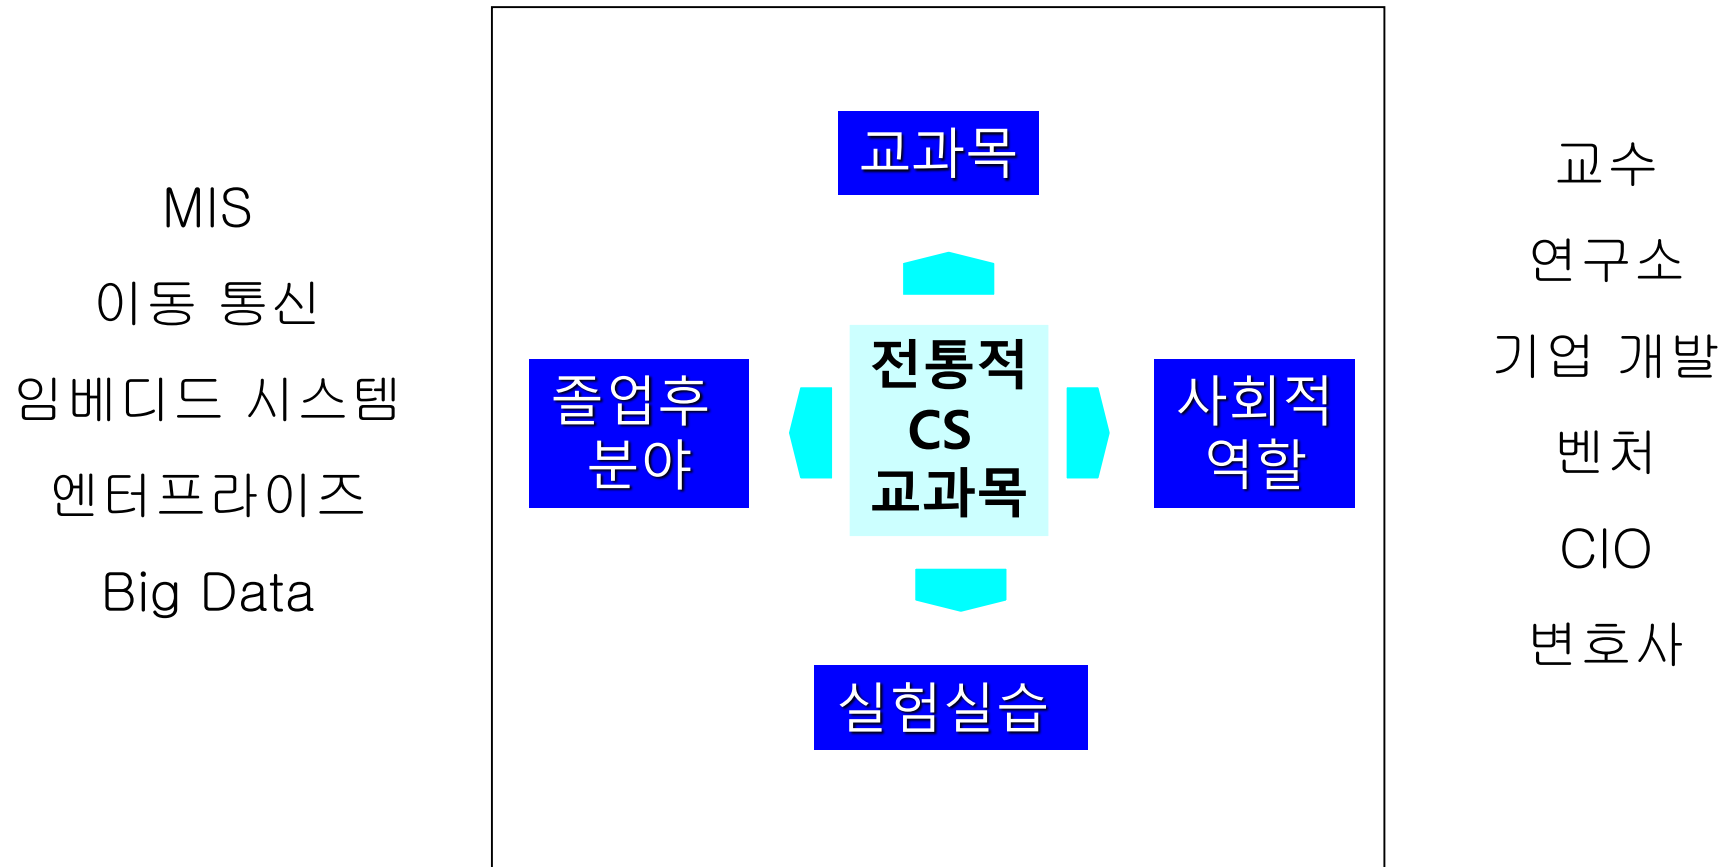 MIS
이동 통신
임베디드 시스템
엔터프라이즈
Big Data
교과목
졸업후
분야
전통적
CS
교과목
사회적
역할
실험실습
교수
연구소
기업 개발
벤처
CIO
변호사